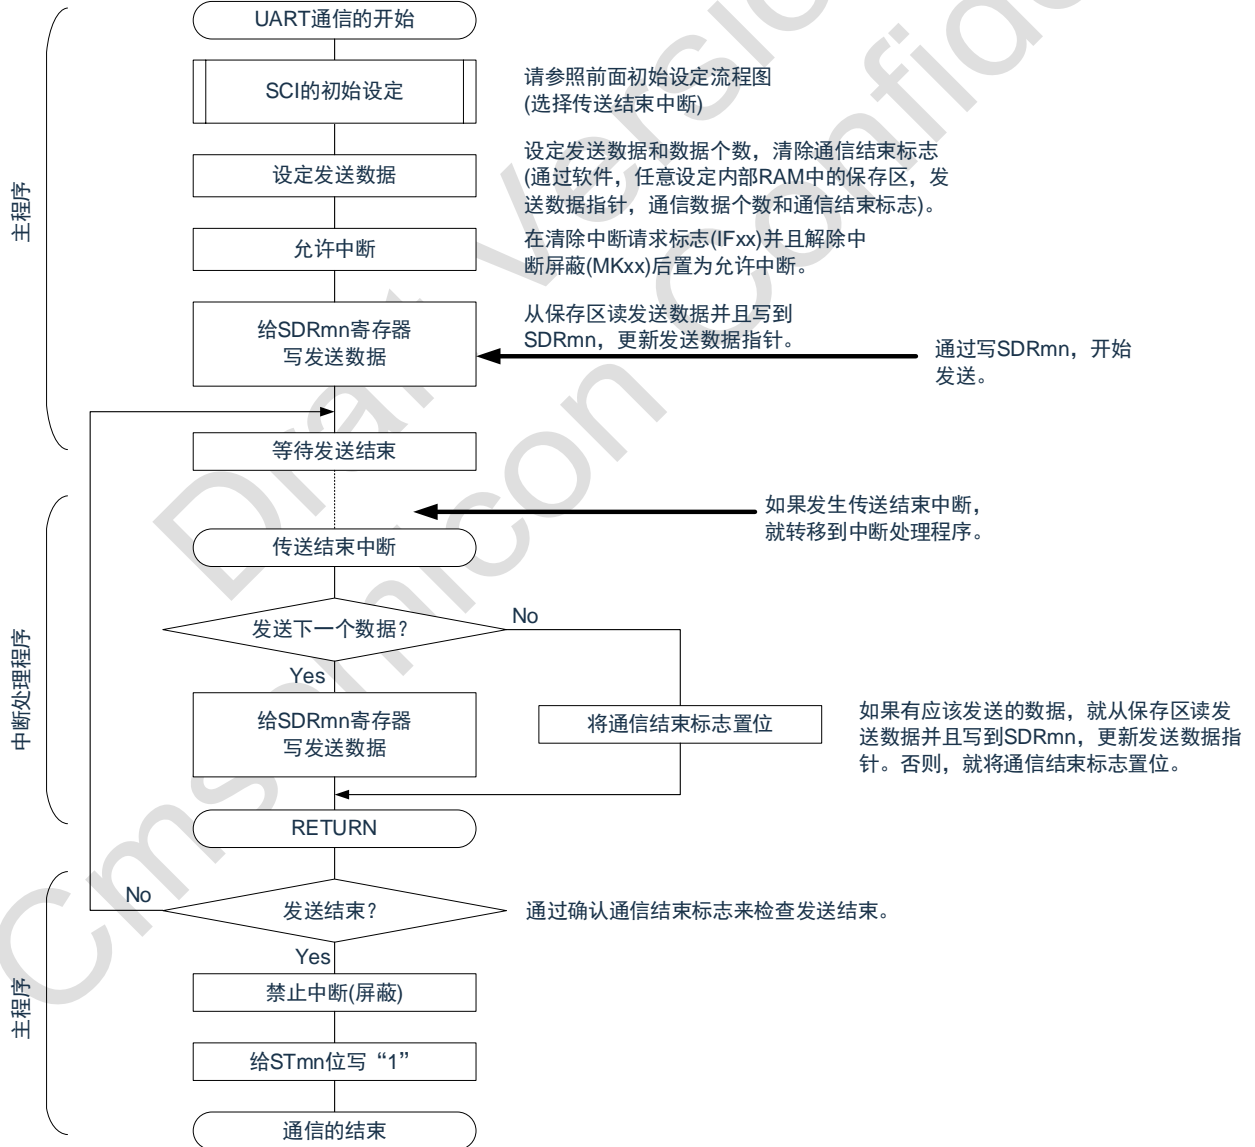 UART通信的开始
SCI的初始设定
请参照前面初始设定流程图
(选择传送结束中断)
设定发送数据
设定发送数据和数据个数，清除通信结束标志
(通过软件，任意设定内部RAM中的保存区，发
送数据指针，通信数据个数和通信结束标志)。
主程序
允许中断
在清除中断请求标志(IFxx)并且解除中
断屏蔽(MKxx)后置为允许中断。
给SDRmn寄存器
写发送数据
从保存区读发送数据并且写到
SDRmn，更新发送数据指针。
通过写SDRmn，开始
发送。
等待发送结束
如果发生传送结束中断，
就转移到中断处理程序。
传送结束中断
发送下一个数据？
No
Yes
中断处理程序
给SDRmn寄存器
写发送数据
将通信结束标志置位
如果有应该发送的数据，就从保存区读发
送数据并且写到SDRmn，更新发送数据指
针。否则，就将通信结束标志置位。
RETURN
No
发送结束？
通过确认通信结束标志来检查发送结束。
Yes
主程序
禁止中断(屏蔽)
给STmn位写“1”
通信的结束